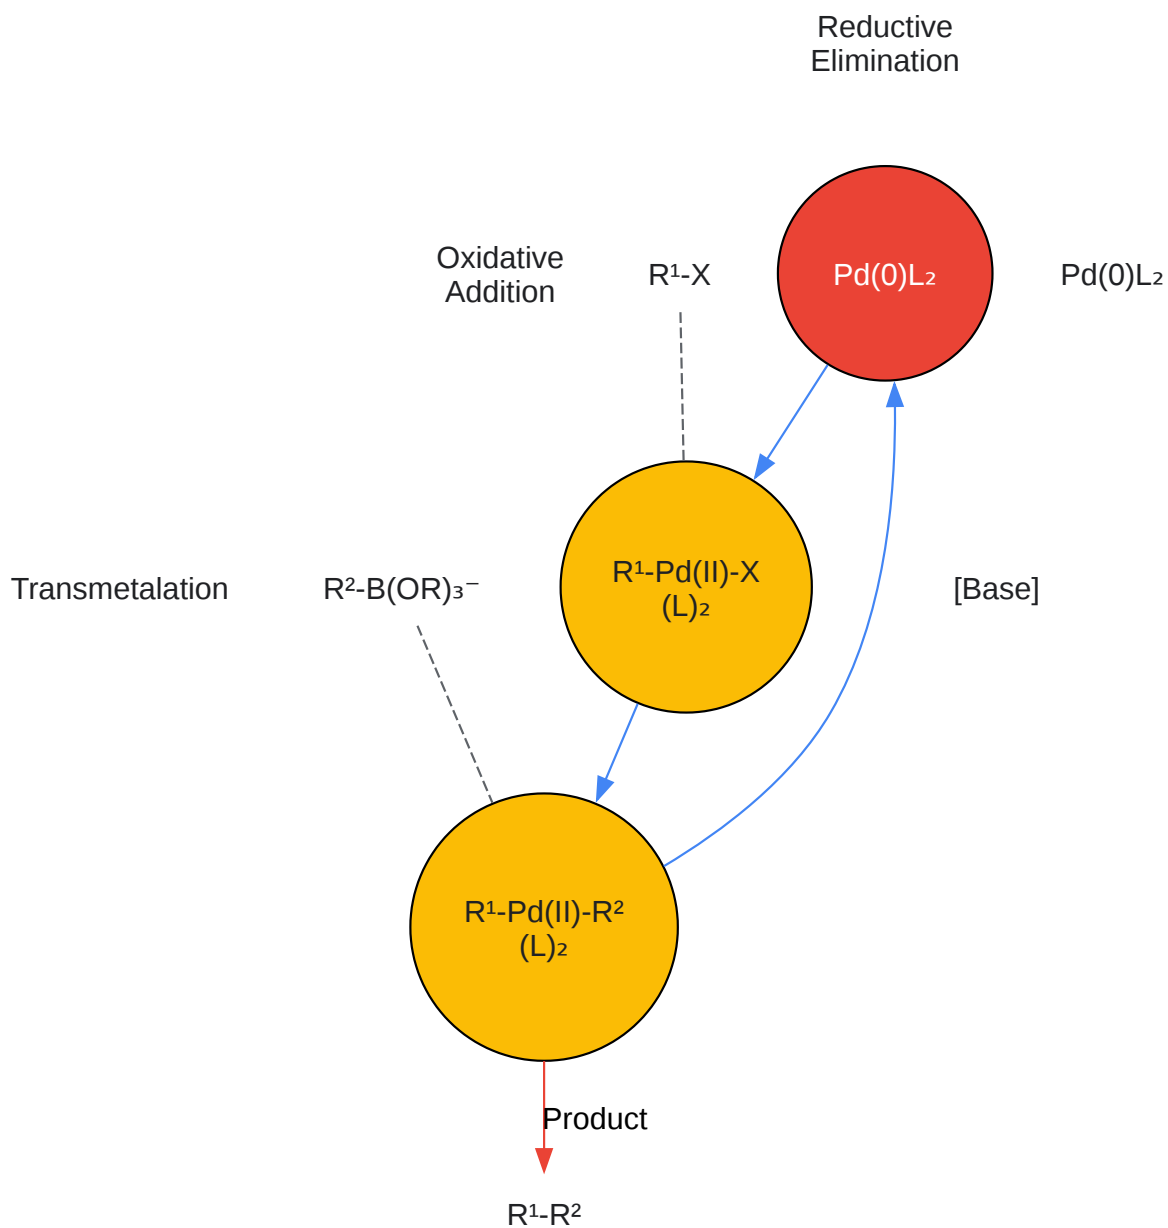 Reductive
Elimination
Oxidative
Addition
R¹-X
Pd(0)L₂
Pd(0)L₂
Transmetalation
R²-B(OR)₃⁻
R¹-Pd(II)-X
(L)₂
[Base]
R¹-Pd(II)-R²
(L)₂
Product
R¹-R²